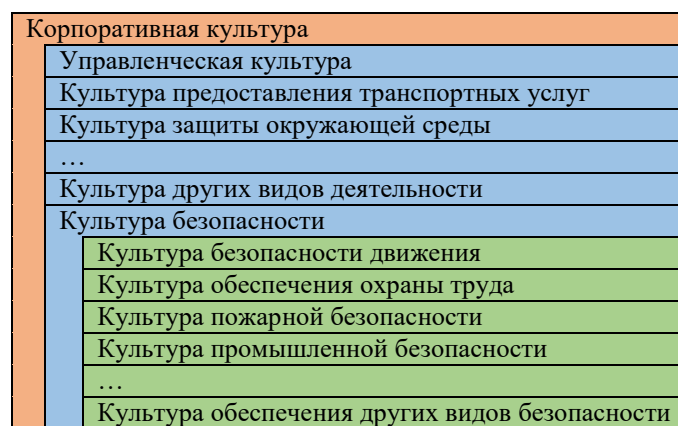 Корпоративная культура
Управленческая культура
Культура предоставления транспортных услуг
Культура защиты окружающей среды
…
Культура других видов деятельности
Культура безопасности
Культура безопасности движения
Культура обеспечения охраны труда
Культура пожарной безопасности
Культура промышленной безопасности
…
Культура обеспечения других видов безопасности